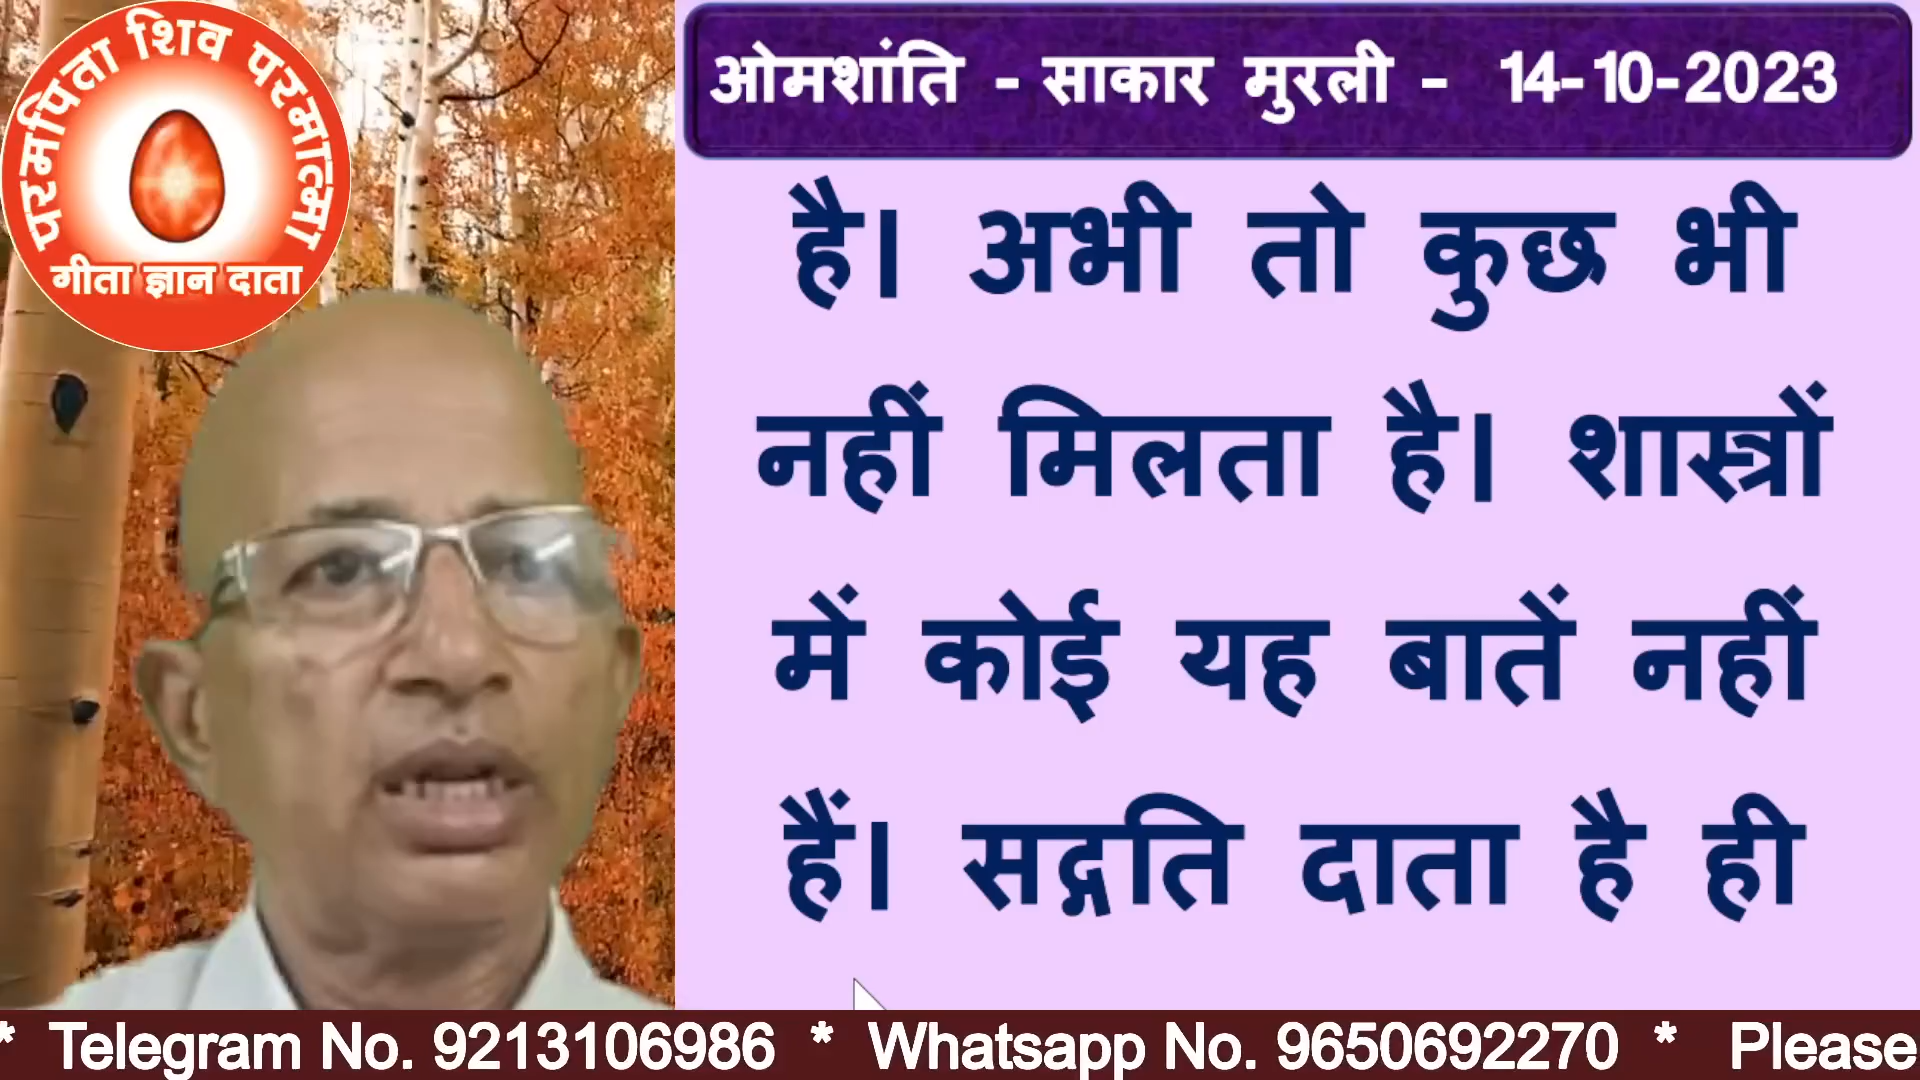 परमपिता शिव परमात्मा
गीता ज्ञान दाता
ओमशांति - साकार मुरली - 14-10-2023
है। अभी तो कुछ भी
नहीं मिलता है। शास्त्रों
में कोई यह बातें नहीं
हैं। सद्गति दाता है ही
* Telegram No. 9213106986 * Whatsapp No. 9650692270 * Please